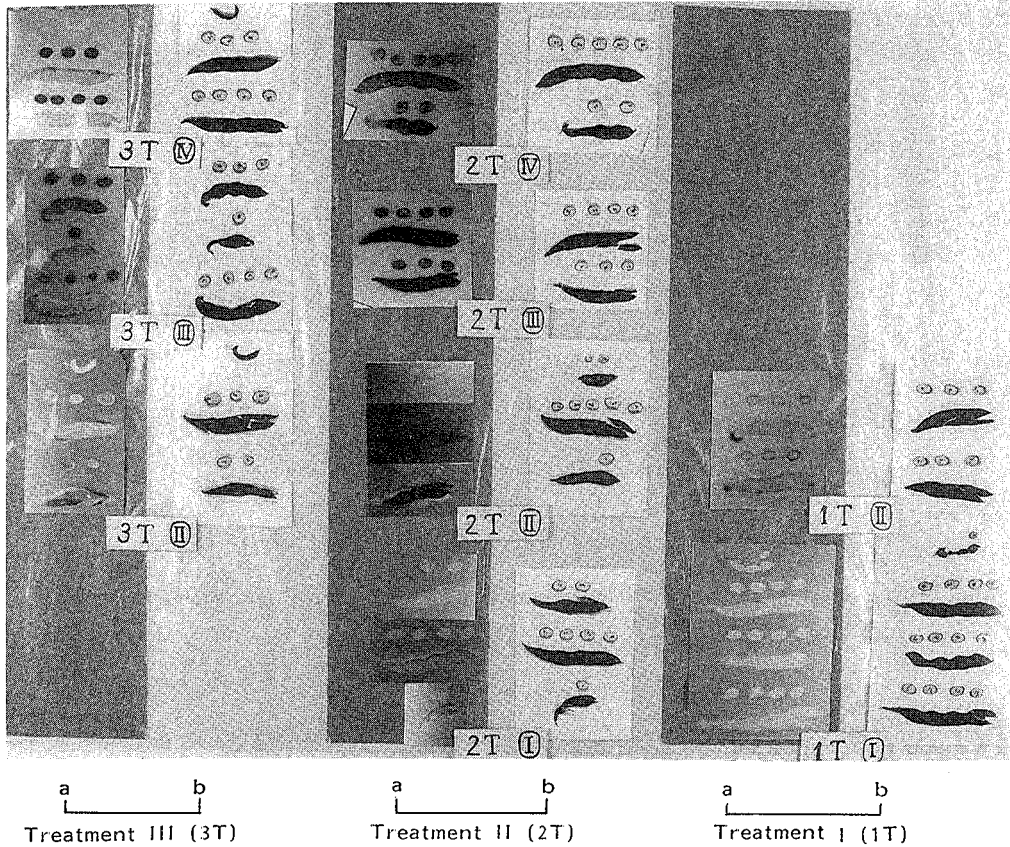 3T Ⅳ
2T Ⅳ
3T Ⅲ
2T Ⅲ
3T Ⅱ
2T Ⅱ
1T Ⅱ
2T Ⅰ
1T Ⅰ
a b a b a b
Treatment III (3T) Treatment II (2T) Treatment I (1T)